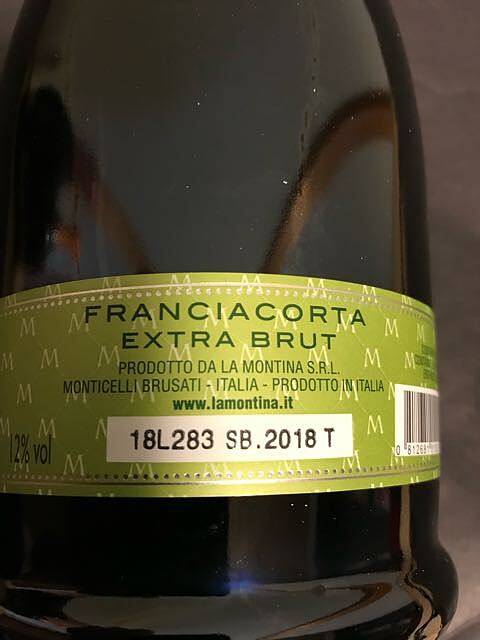 FRANCIACORTA
EXTRA BRUT
PRODOTTO DA LA MONTINA S.R.L.
MONTICELLI BRUSATI - ITALIA - PRODOTTO IN ITALIA
www.lamontina.it
18L283 SB.2018 T
12% vol